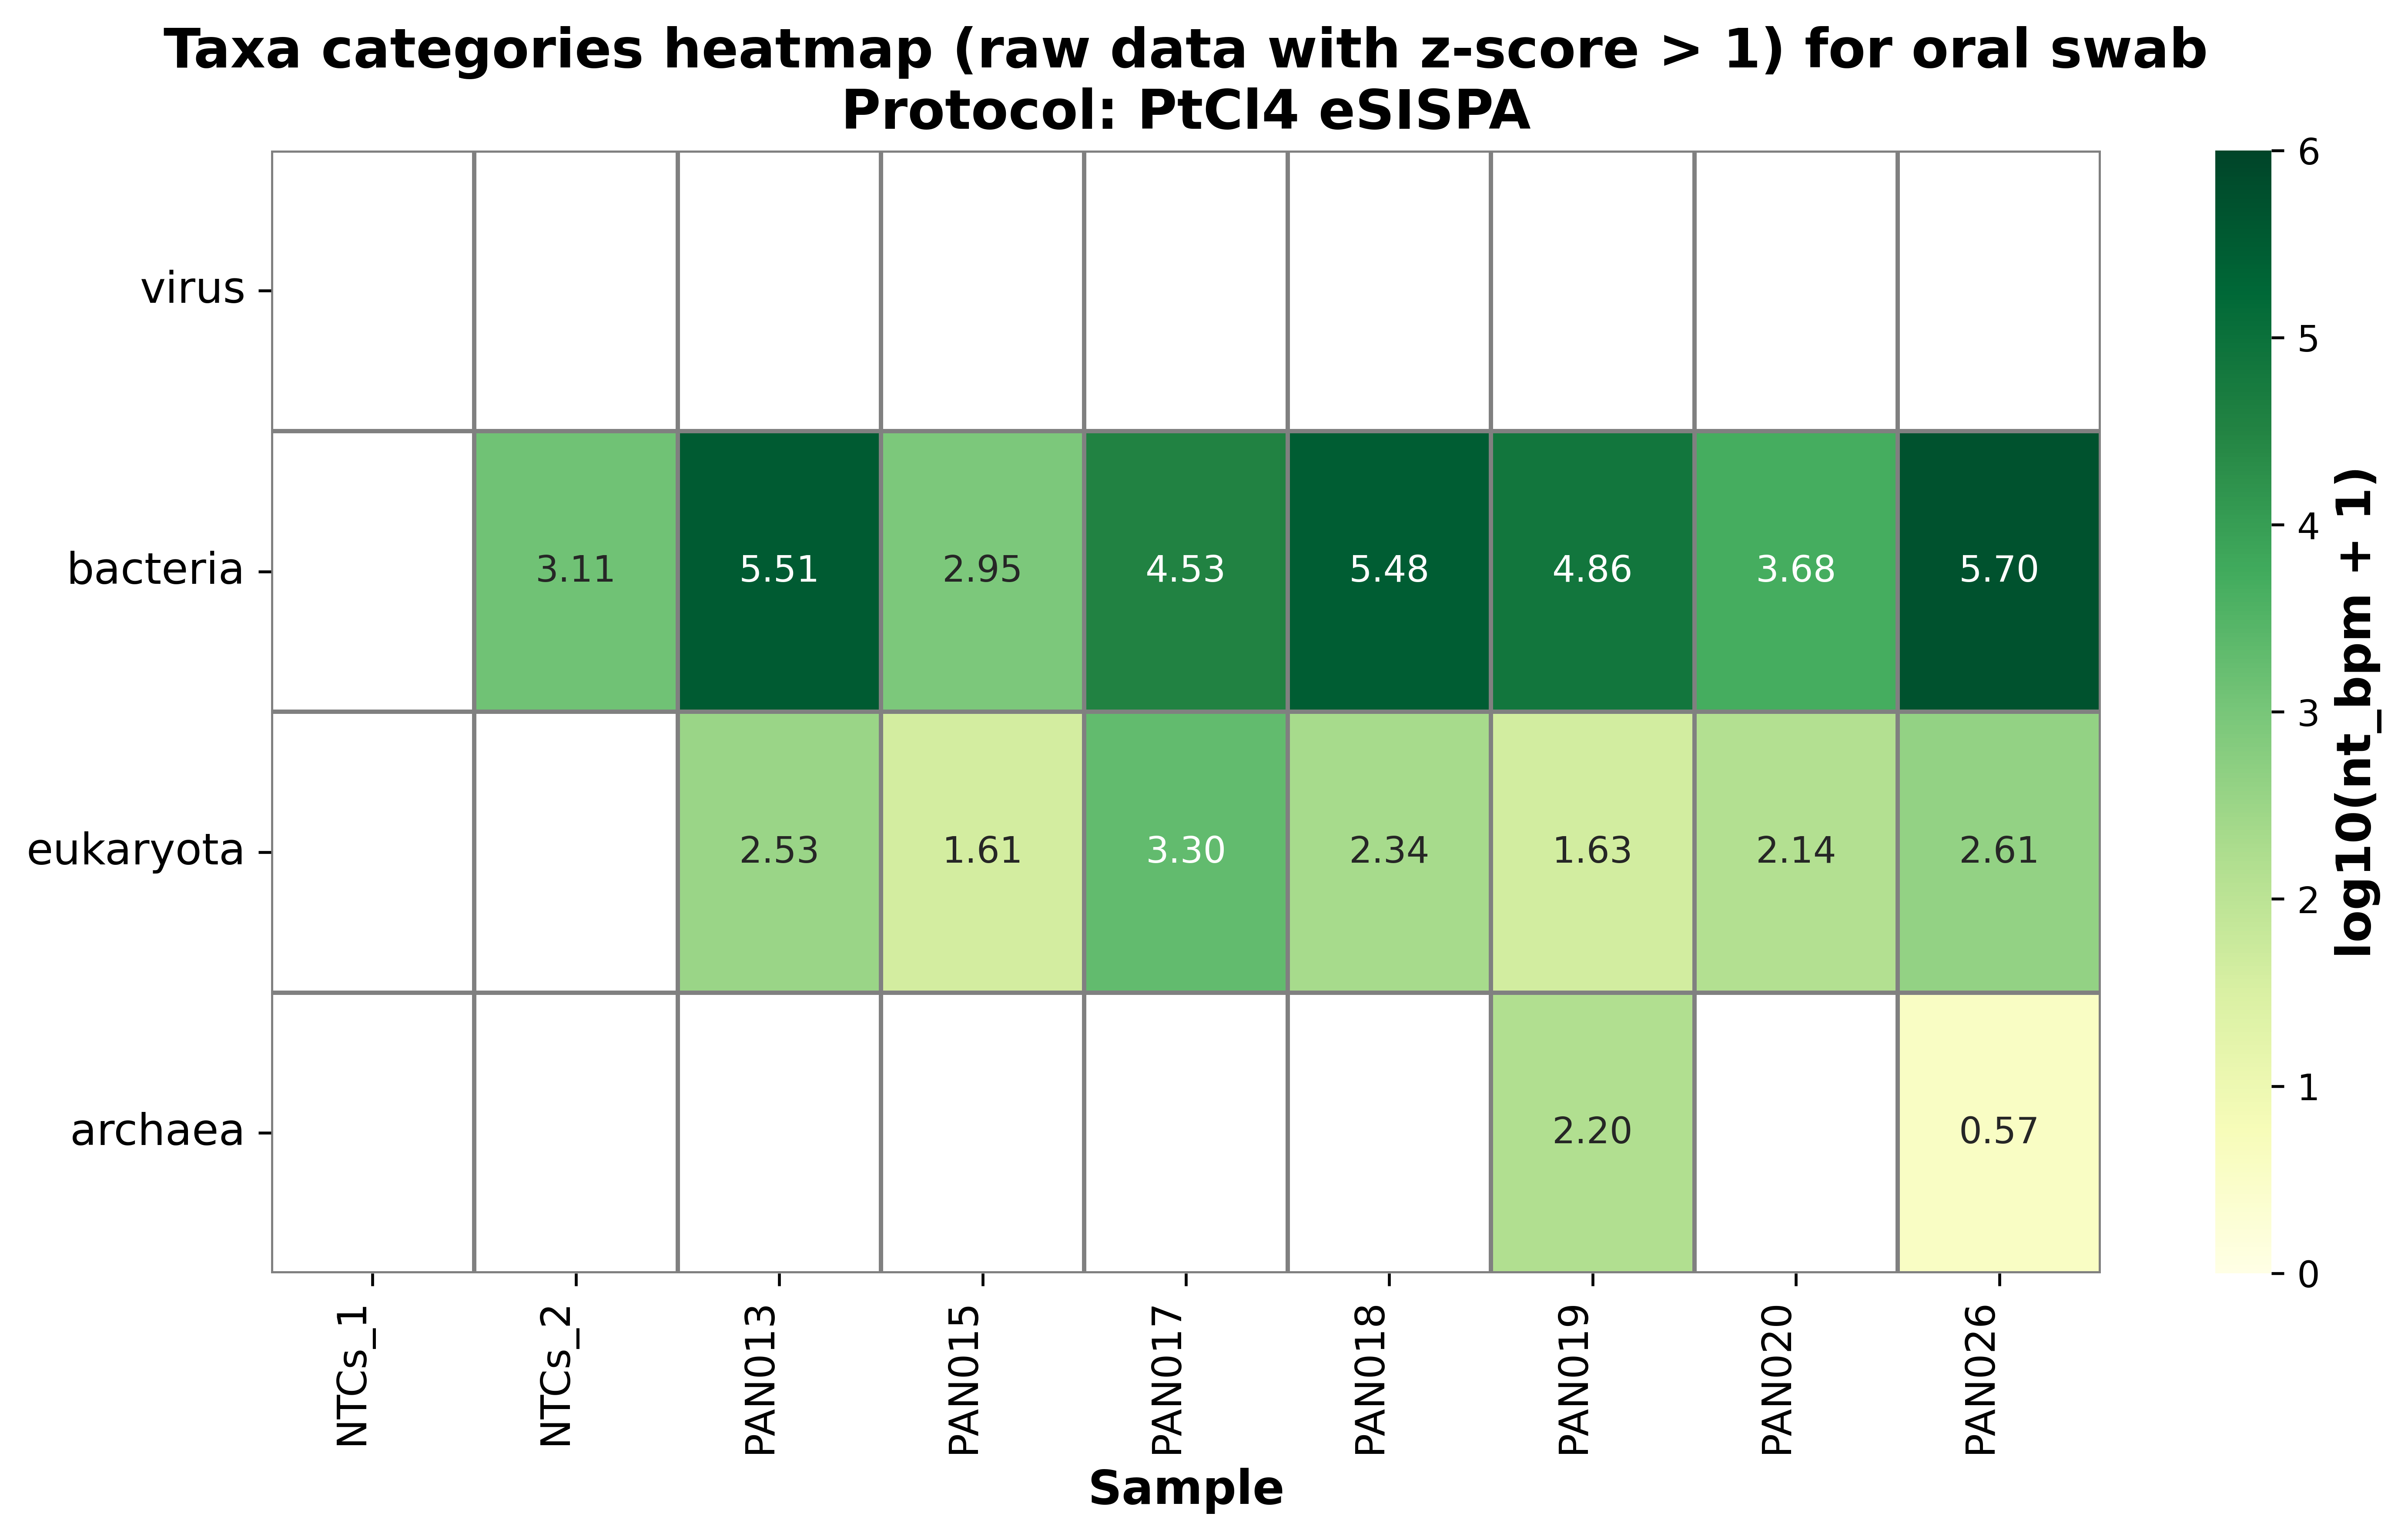 Taxa categories heatmap (raw data with z-score > 1) for oral swab
Protocol: PtCl4 eSISPA
virus
bacteria
eukaryota
archaea
3.11 5.51 2.95 4.53 5.48 4.86 3.68 5.70
2.53 1.61 3.30 2.34 1.63 2.14 2.61
2.20 0.57
NTCs_1
NTCs_2
PAN013
PAN015
PAN017
PAN018
PAN019
PAN020
PAN026
Sample
6
5
4
3
2
1
0
log10(nt_bpm + 1)